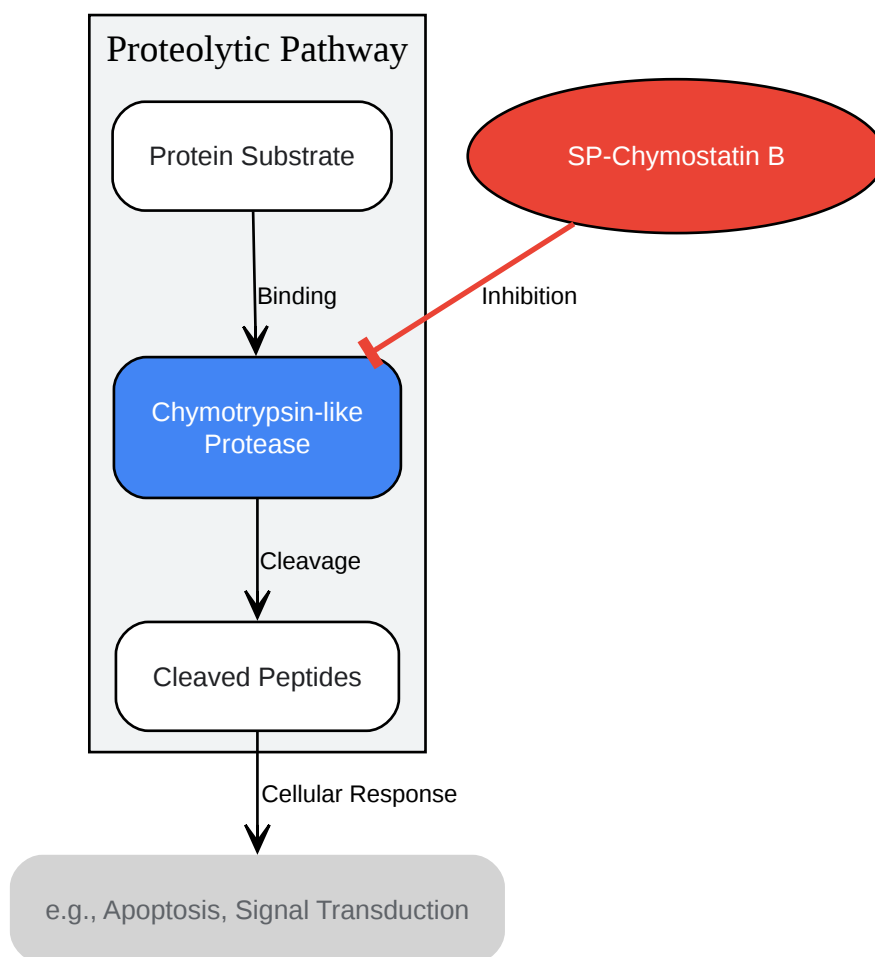 Proteolytic Pathway
Protein Substrate
SP-Chymostatin B
Binding
Inhibition
Chymotrypsin-like
Protease
Cleavage
Cleaved Peptides
Cellular Response
e.g., Apoptosis, Signal Transduction